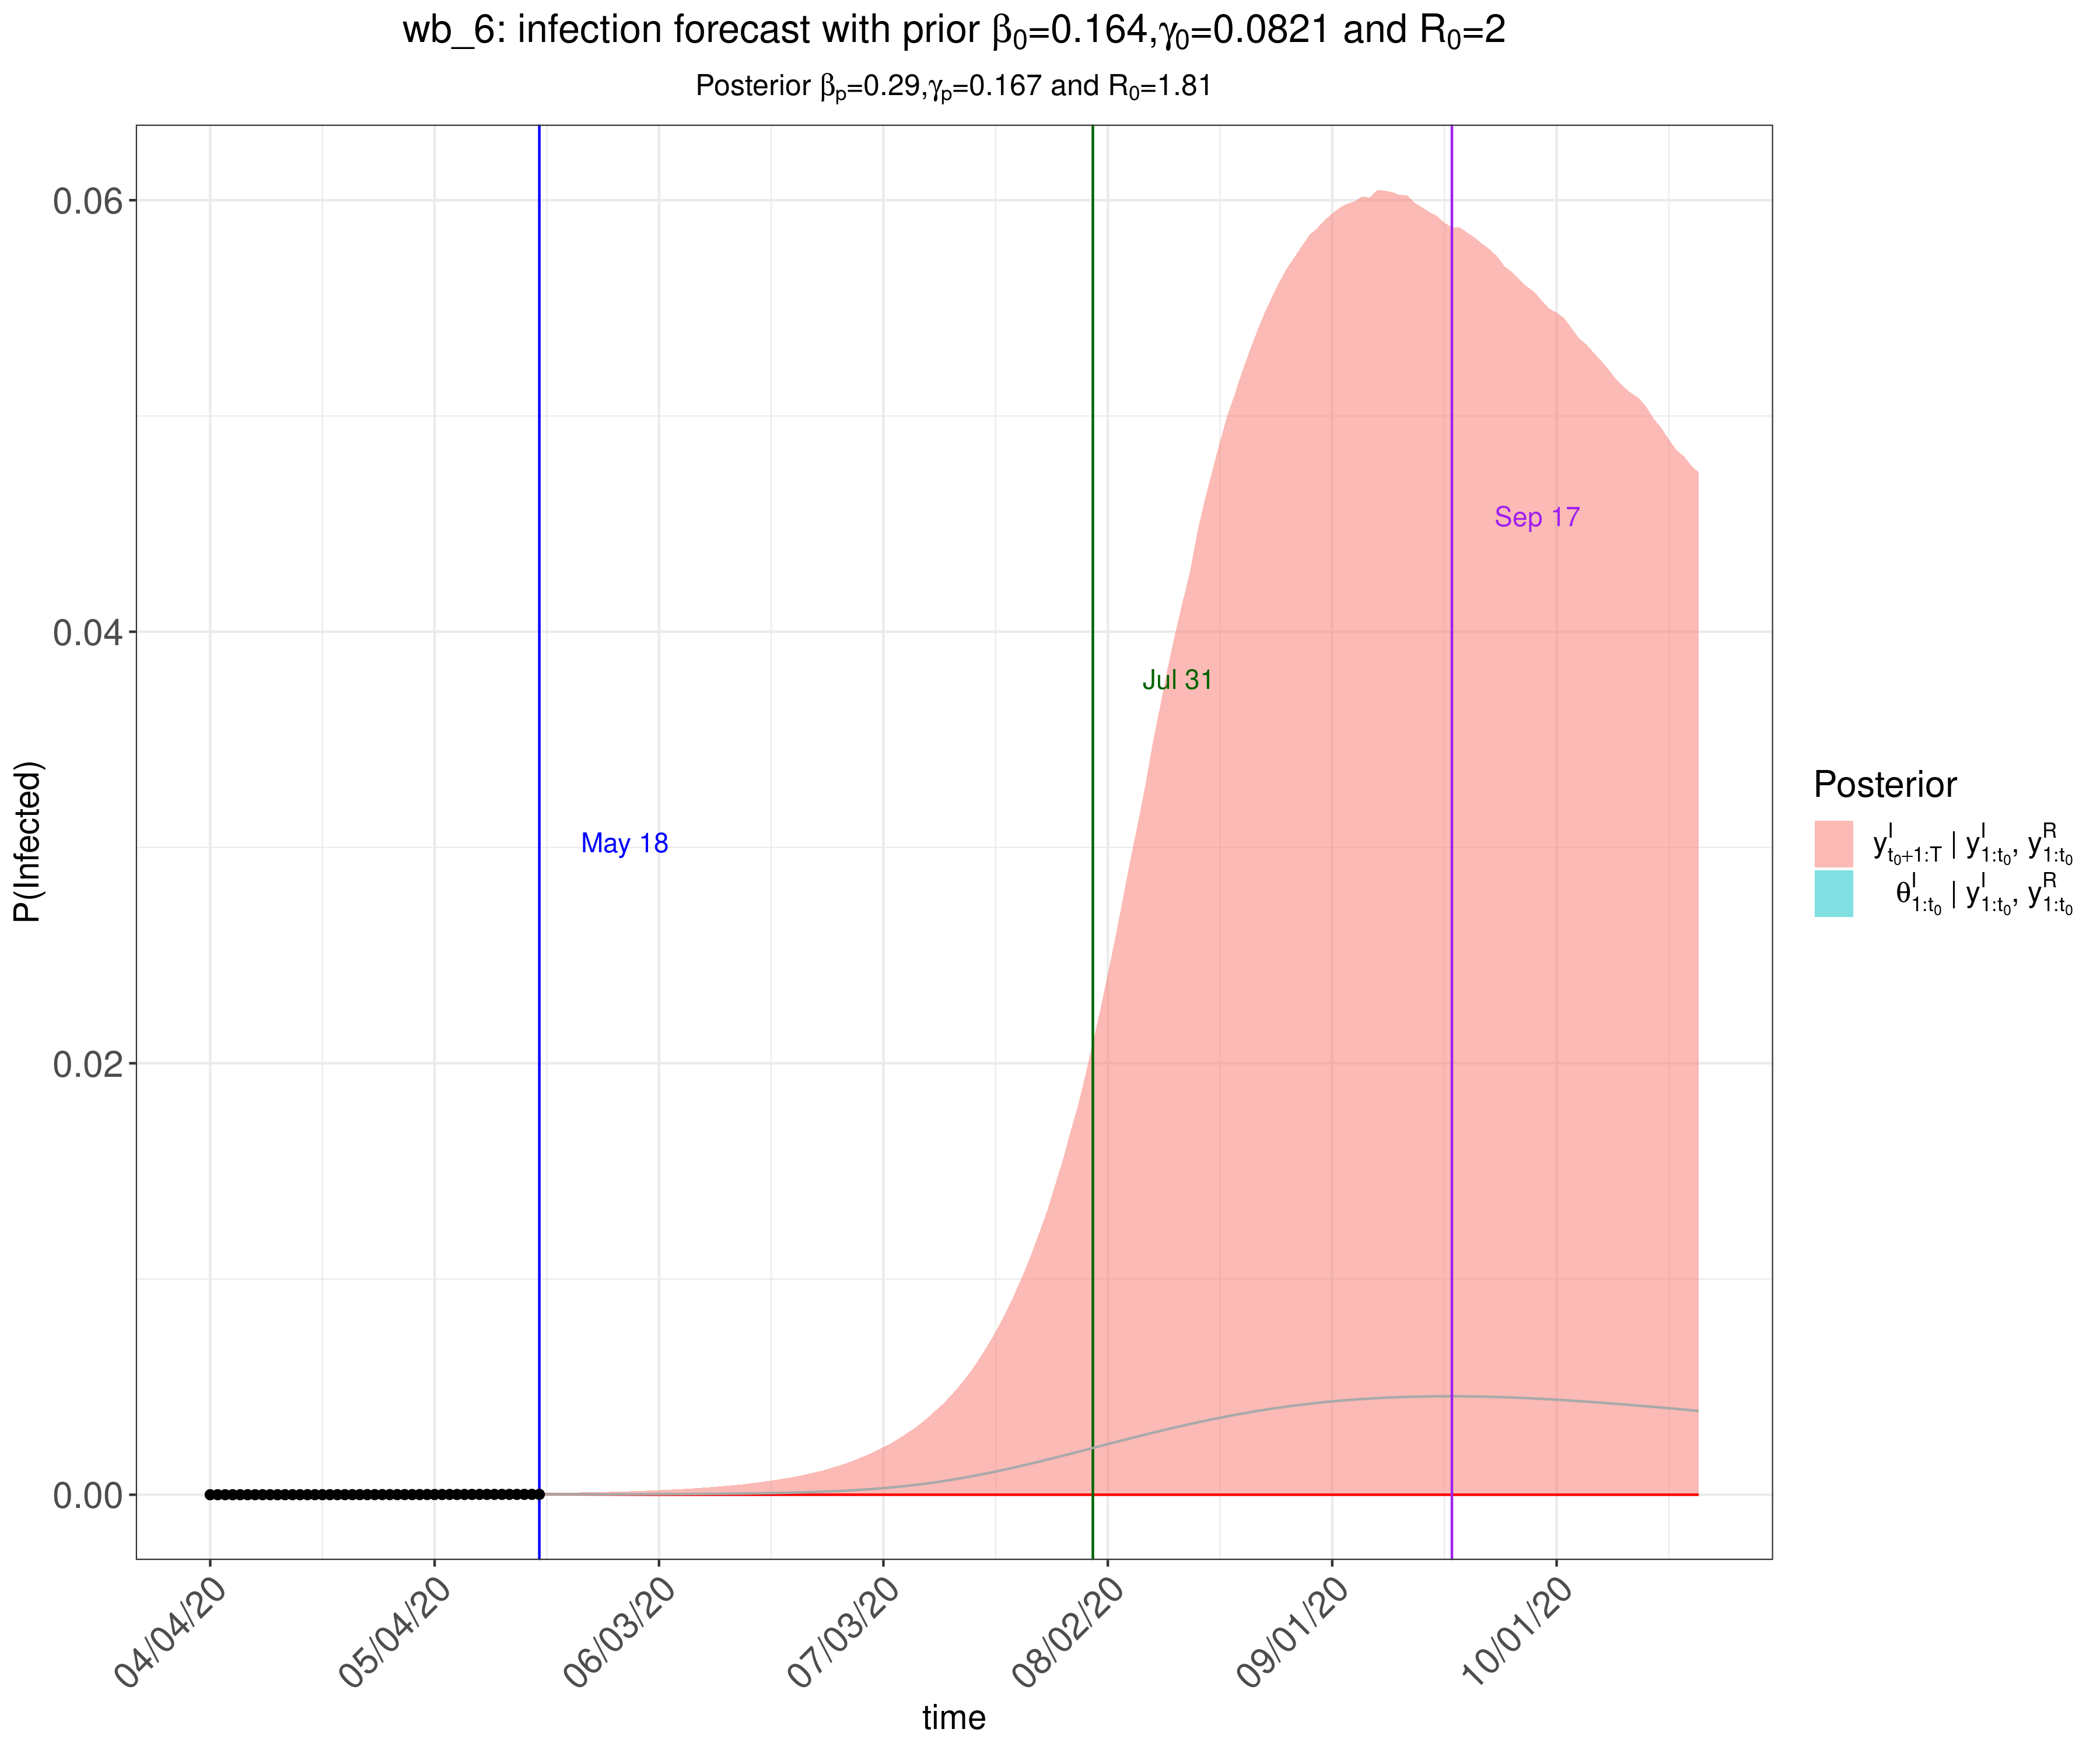 wb_6: infection forecast with prior β₀=0.164,γ₀=0.0821 and R₀=2
Posterior βₚ=0.29,γₚ=0.167 and R₀=1.81
P(Infected)
0.06
0.04
0.02
0.00
May 18
Jul 31
Sep 17
04/04/20
05/04/20
06/03/20
07/03/20
08/02/20
09/01/20
10/01/20
time
Posterior
y^I_{t₀+1:T} | y^I_{1:t₀}, y^R_{1:t₀}
θ^I_{1:t₀} | y^I_{1:t₀}, y^R_{1:t₀}